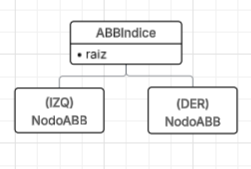 ABBIndice
• raiz
(IZQ)
NodoABB
(DER)
NodoABB